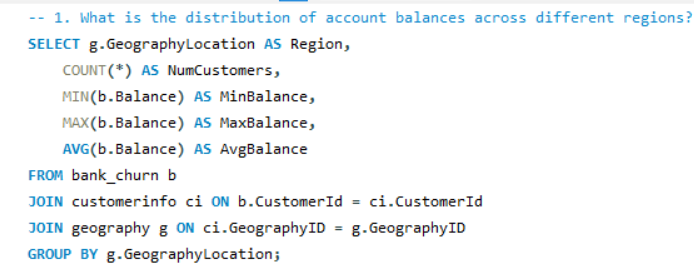 -- 1. What is the distribution of account balances across different regions?
SELECT g.GeographyLocation AS Region,
COUNT(*) AS NumCustomers,
MIN(b.Balance) AS MinBalance,
MAX(b.Balance) AS MaxBalance,
AVG(b.Balance) AS AvgBalance
FROM bank_churn b
JOIN customerinfo ci ON b.CustomerId = ci.CustomerId
JOIN geography g ON ci.GeographyID = g.GeographyID
GROUP BY g.GeographyLocation;